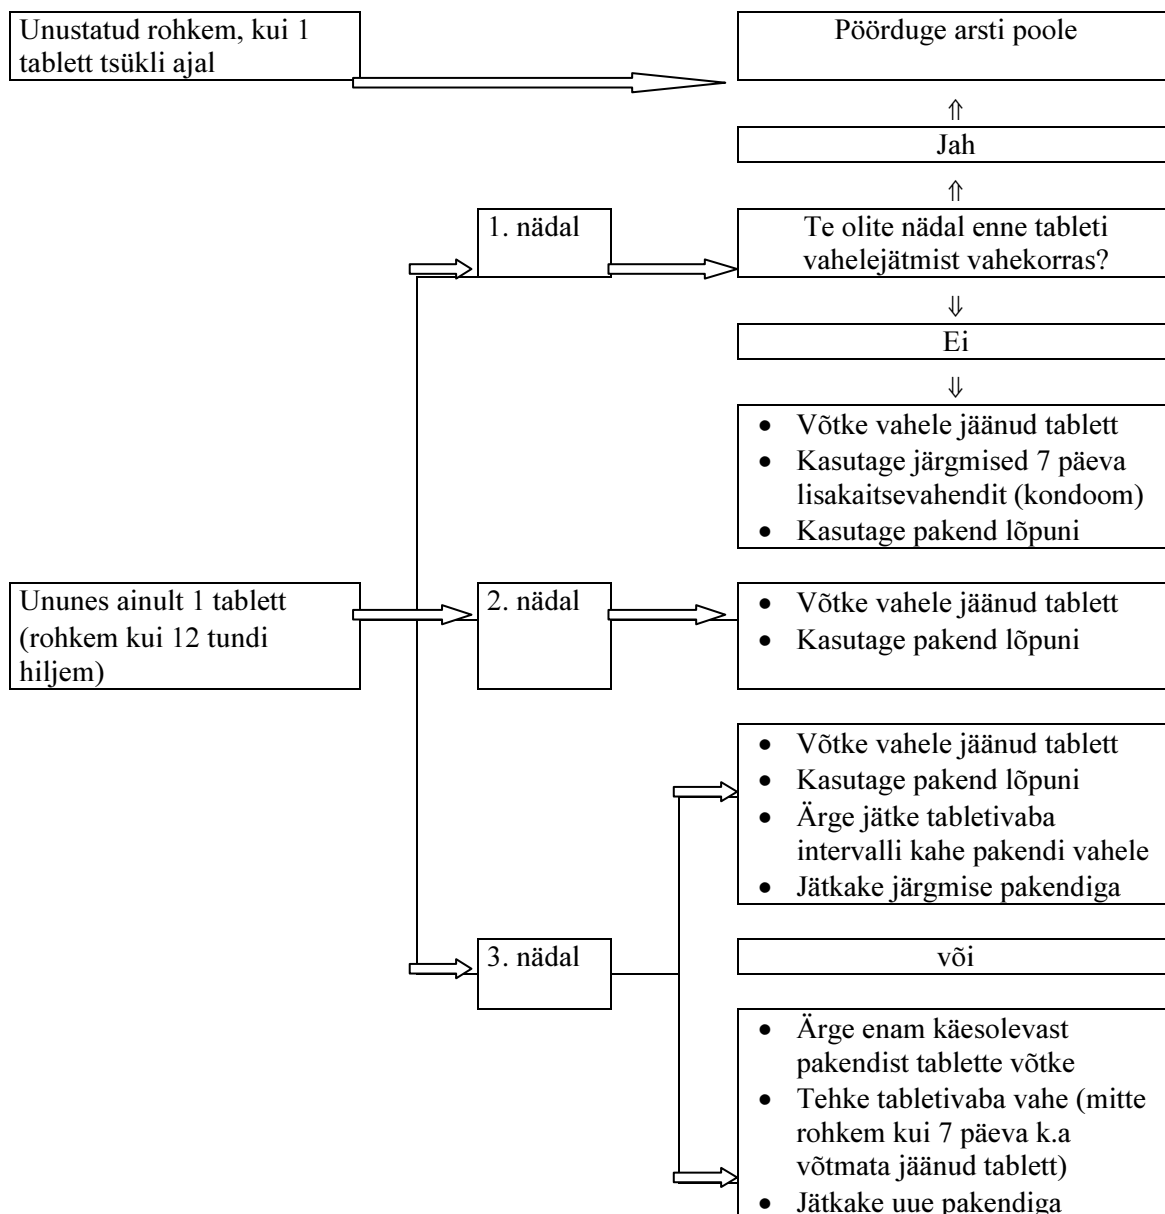 Unustatud rohkem, kui 1
tablett tsükli ajal
Pöörduge arsti poole
⇑
Jah
⇑
1. nädal
Te olite nädal enne tableti
vahelejätmist vahekorras?
⇓
Ei
⇓
• Võtke vahele jäänud tablett
• Kasutage järgmised 7 päeva
lisakaitsevahendit (kondoom)
• Kasutage pakend lõpuni
Ununes ainult 1 tablett
(rohkem kui 12 tundi
hiljem)
2. nädal
• Võtke vahele jäänud tablett
• Kasutage pakend lõpuni
• Võtke vahele jäänud tablett
• Kasutage pakend lõpuni
• Ärge jätke tabletivaba
intervalli kahe pakendi vahele
• Jätkake järgmise pakendiga
3. nädal
või
• Ärge enam käesolevast
pakendist tablette võtke
• Tehke tabletivaba vahe (mitte
rohkem kui 7 päeva k.a
võtmata jäänud tablett)
• Jätkake uue pakendiga